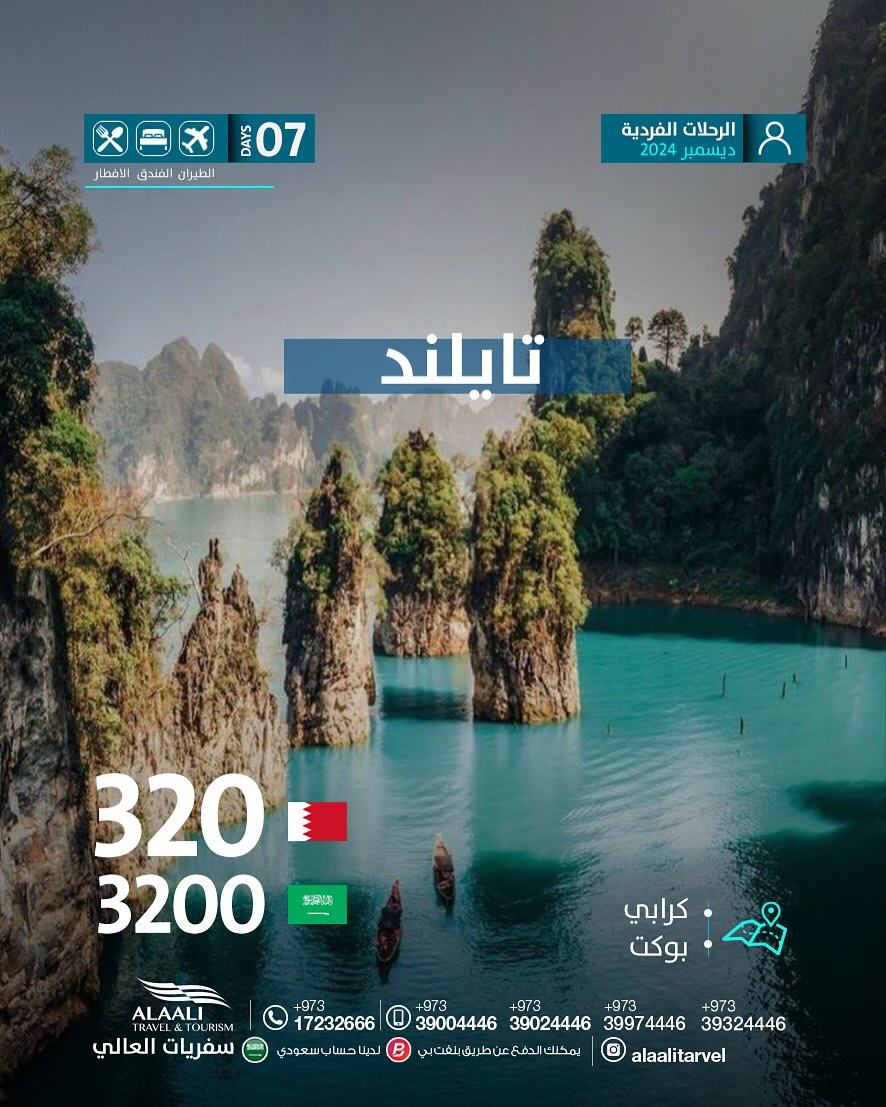 الرحلات الفردية
ديسمبر 2024
07 DAYS
الطيران الفندق الافطار
تايلند
320
3200
كرابي
بوكت
ALAALI
TRAVEL & TOURISM
سفريات العالي
+973 17232666
+973 39004446
39024446
+973 39974446
+973 39324446
لدينا حساب سعودي
يمكنك الدفع عن طريق بنفت بي
alaalitarvel